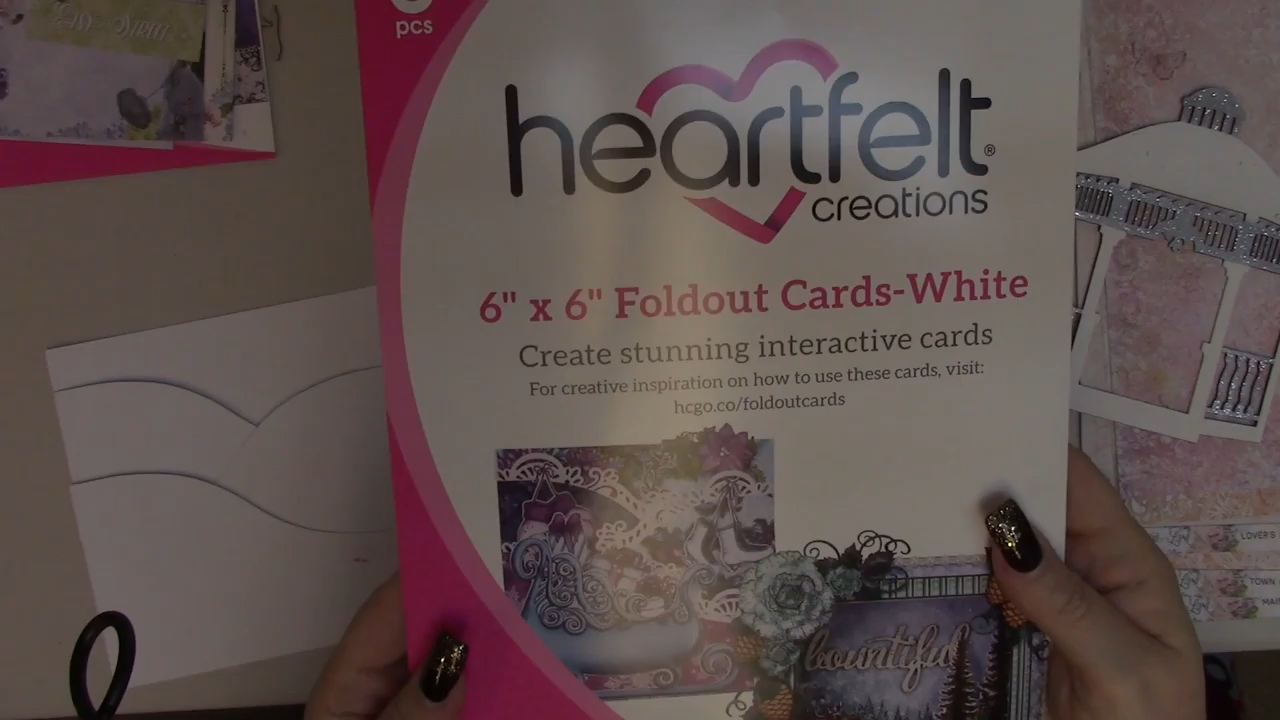 pcs
heartfelt®
creations
6" x 6" Foldout Cards-White
Create stunning interactive cards
For creative inspiration on how to use these cards, visit:
hcgo.co/foldoutcards
bountiful
LOVER'S
TOWN